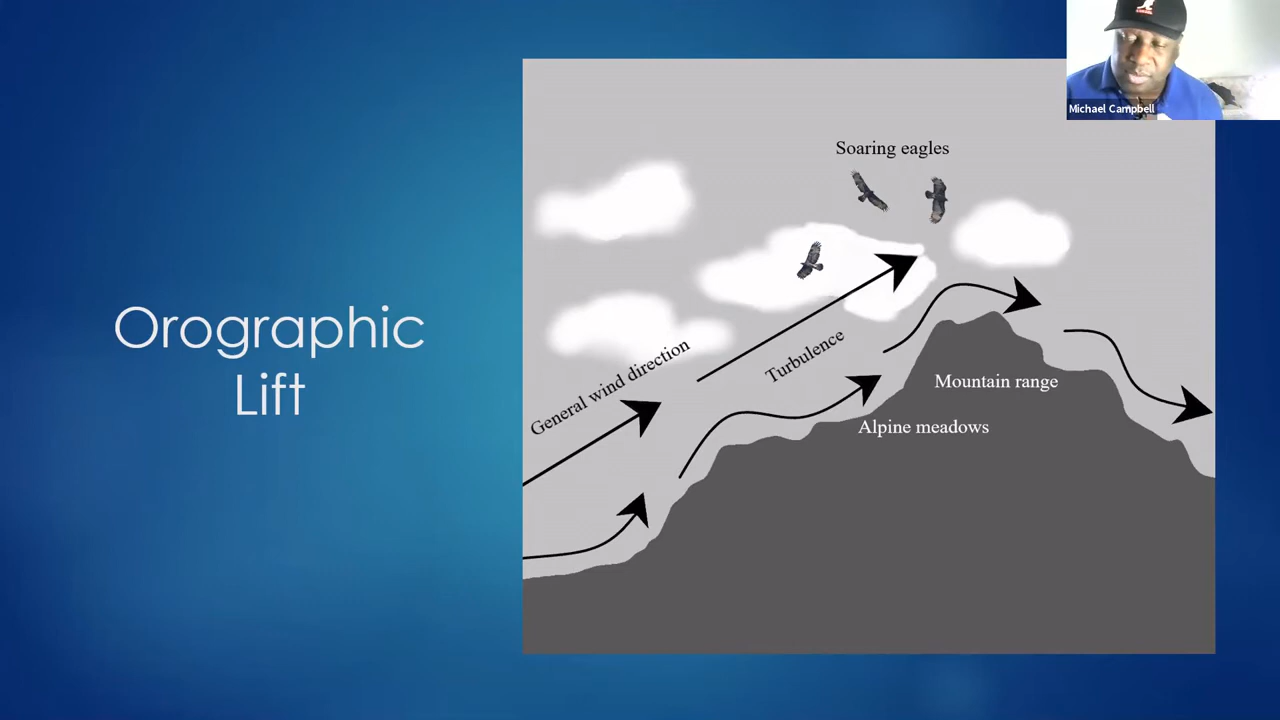 Orographic
Lift
Soaring eagles
General wind direction
Turbulence
Mountain range
Alpine meadows
Michael Campbell